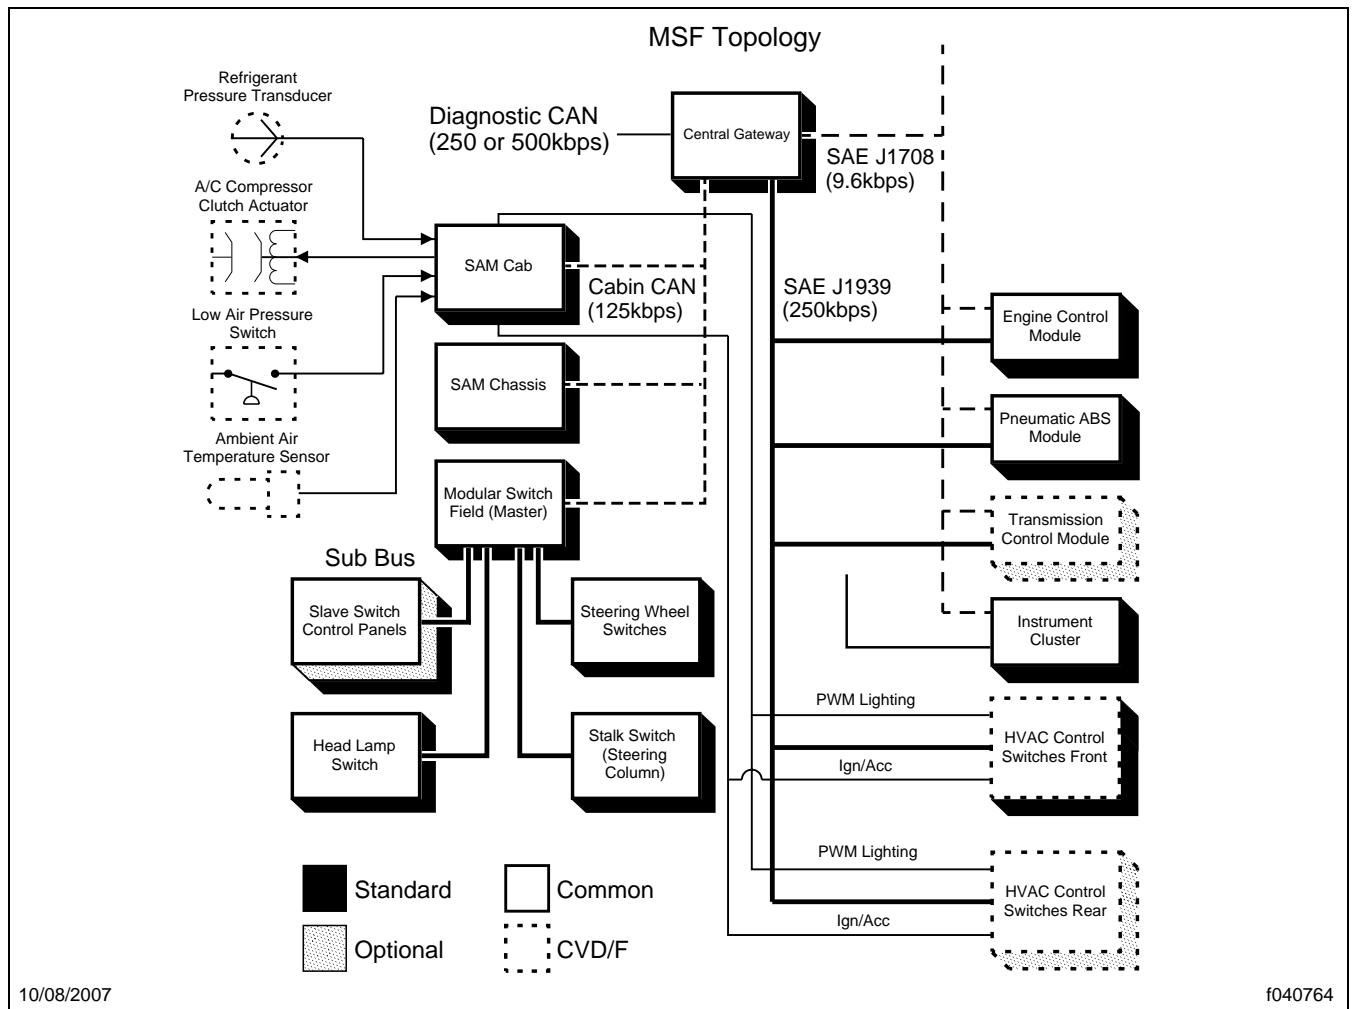 MSF Topology
Refrigerant
Pressure Transducer
Diagnostic CAN
(250 or 500kbps)
Central Gateway
SAE J1708
(9.6kbps)
A/C Compressor
Clutch Actuator
SAM Cab
Cabin CAN
(125kbps)
SAE J1939
(250kbps)
Low Air Pressure
Switch
Engine Control
Module
SAM Chassis
Pneumatic ABS
Module
Ambient Air
Temperature Sensor
Modular Switch
Field (Master)
Transmission
Control Module
Sub Bus
Slave Switch
Control Panels
Steering Wheel
Switches
Instrument
Cluster
PWM Lighting
Head Lamp
Switch
Stalk Switch
(Steering
Column)
HVAC Control
Switches Front
Ign/Acc
PWM Lighting
HVAC Control
Switches Rear
Ign/Acc
Standard
Common
Optional
CVD/F
10/08/2007
f040764